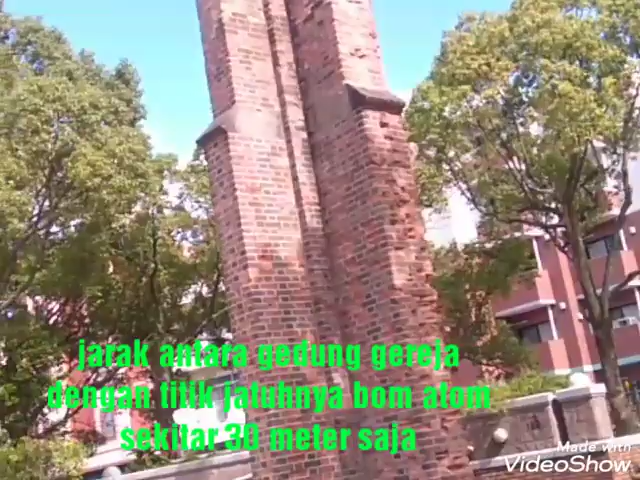 jarak antara gedung gereja
dengan titik jatuhnya bom atom
sekitar 30 meter saja
Made with
VideoShow